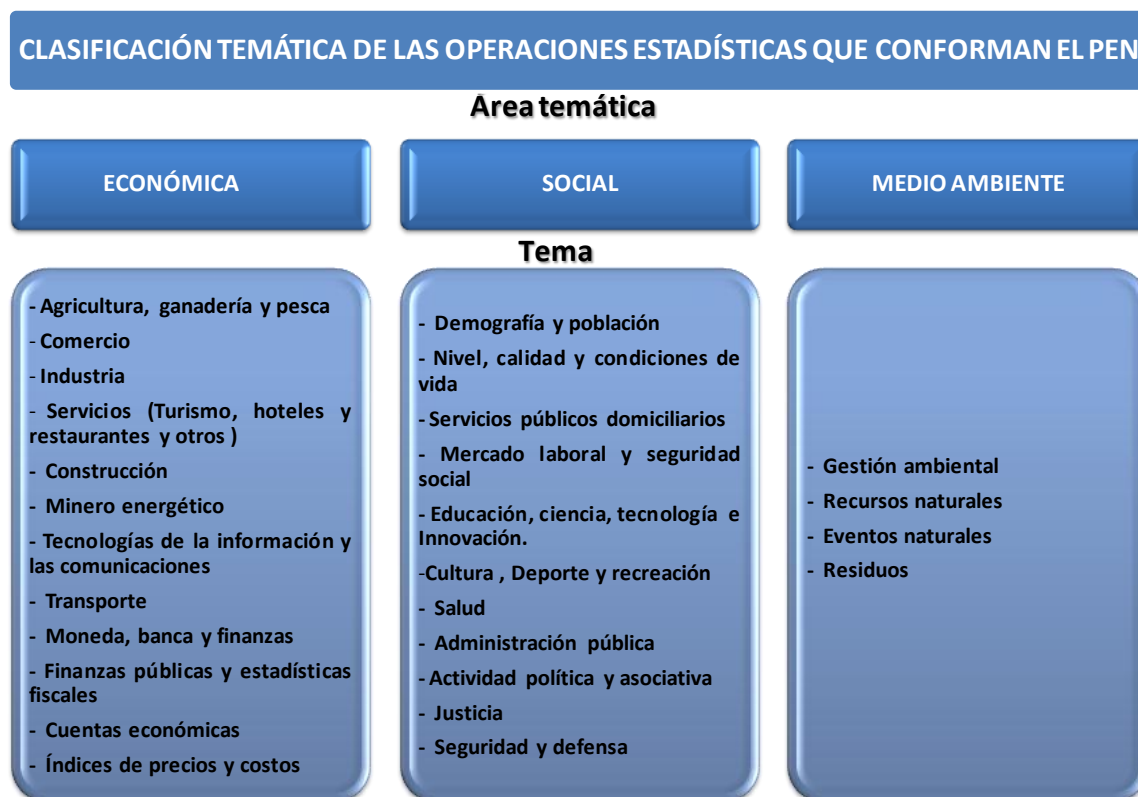 CLASIFICACIÓN TEMÁTICA DE LAS OPERACIONES ESTADÍSTICAS QUE CONFORMAN EL PEN
Area temática
ECONÓMICA
SOCIAL
MEDIO AMBIENTE
Tema
- Agricultura, ganadería y pesca
- Comercio
- Industria
- Servicios (Turismo, hoteles y
restaurantes y otros )
- Construcción
- Minero energético
- Tecnologías de la información y
las comunicaciones
- Transporte
- Moneda, banca y finanzas
- Finanzas públicas y estadísticas
fiscales
- Cuentas económicas
- Índices de precios y costos
- Demografía y población
- Nivel, calidad y condiciones de
vida
- Servicios públicos domiciliarios
- Mercado laboral y seguridad
social
- Educación, ciencia, tecnología e
Innovación.
-Cultura , Deporte y recreación
- Salud
- Administración pública
- Actividad política y asociativa
- Justicia
- Seguridad y defensa
- Gestión ambiental
- Recursos naturales
- Eventos naturales
- Residuos